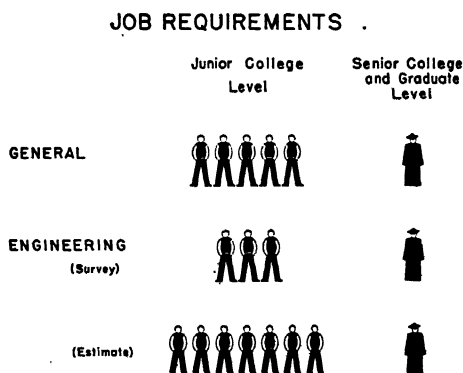 JOB REQUIREMENTS
Junior College
Level
Senior College
and Graduate
Level
GENERAL
ENGINEERING
(Survey)
(Estimate)